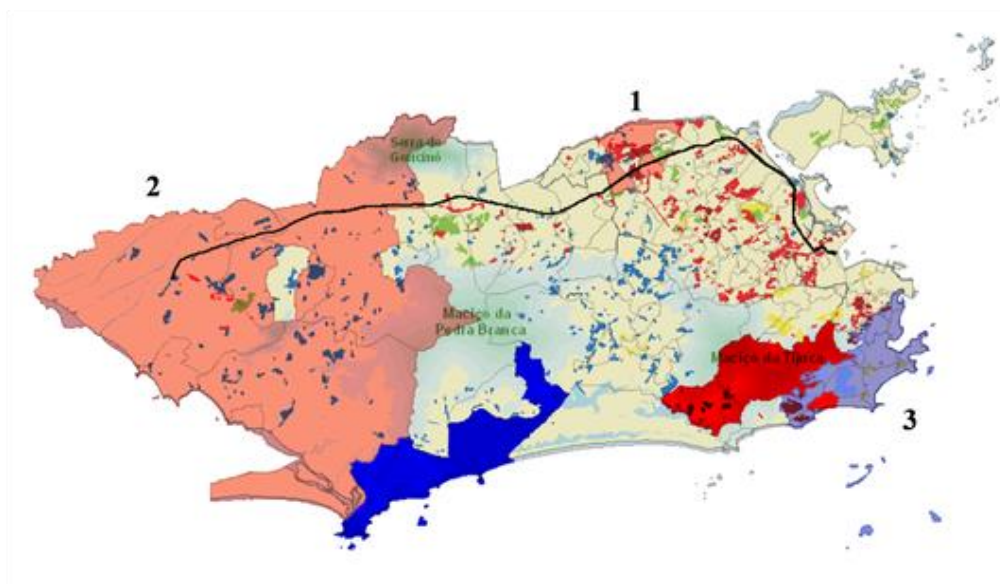 1
Serra do
Gericinó
2
Maciço da
Pedra Branca
Maciço da Tijuca
3